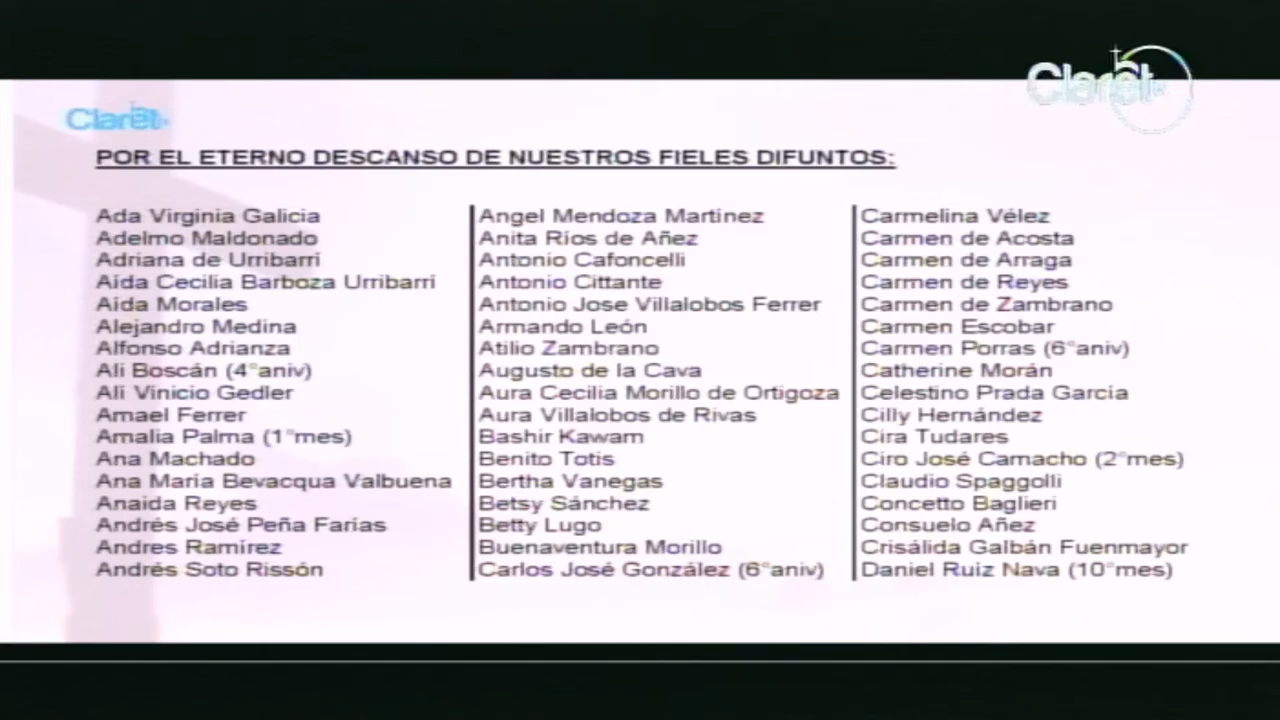 Claret
Claret tv
POR EL ETERNO DESCANSO DE NUESTROS FIELES DIFUNTOS:
Ada Virginia Galicia
Adelmo Maldonado
Adriana de Urribarrí
Aída Cecilia Barboza Urribarrí
Aída Morales
Alejandro Medina
Alfonso Adrianza
Alí Boscán (4°aniv)
Alí Vinicio Gedler
Amael Ferrer
Amalia Palma (1°mes)
Ana Machado
Ana María Bevacqua Valbuena
Anaida Reyes
Andrés José Peña Farías
Andres Ramírez
Andrés Soto Rissón
Angel Mendoza Martínez
Anita Ríos de Añez
Antonio Cafoncelli
Antonio Cittante
Antonio Jose Villalobos Ferrer
Armando León
Atilio Zambrano
Augusto de la Cava
Aura Cecilia Morillo de Ortigoza
Aura Villalobos de Rivas
Bashir Kawam
Benito Totis
Bertha Vanegas
Betsy Sánchez
Betty Lugo
Buenaventura Morillo
Carlos José González (6°aniv)
Carmelina Vélez
Carmen de Acosta
Carmen de Arraga
Carmen de Reyes
Carmen de Zambrano
Carmen Escobar
Carmen Porras (6°aniv)
Catherine Morán
Celestino Prada García
Cilly Hernández
Cira Tudares
Ciro José Camacho (2°mes)
Claudio Spaggolli
Concetto Baglieri
Consuelo Añez
Crisálida Galbán Fuenmayor
Daniel Ruiz Nava (10°mes)